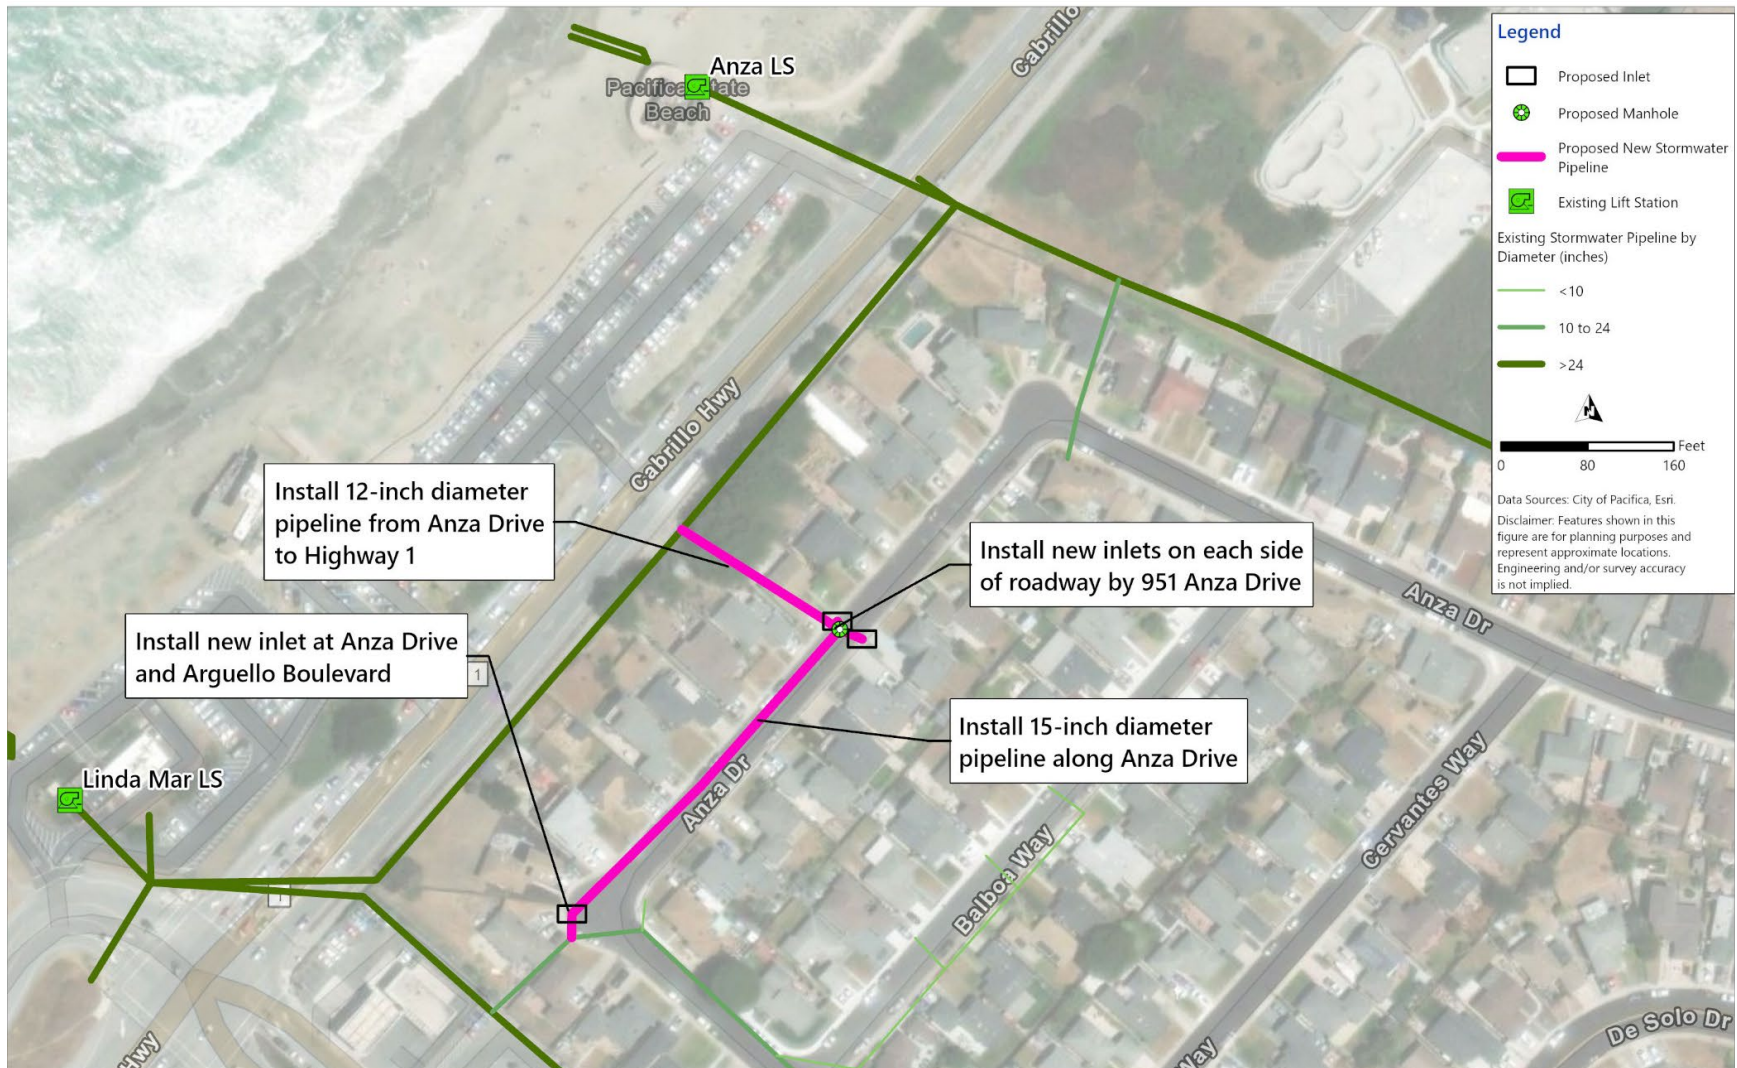 Cabrillo
Anza LS
Pacifica State
Beach
Cabrillo Hwy
Install 12-inch diameter
pipeline from Anza Drive
to Highway 1
Install new inlets on each side
of roadway by 951 Anza Drive
Install new inlet at Anza Drive
and Arguello Boulevard
1
Install 15-inch diameter
pipeline along Anza Drive
Anza Dr
Anza Dr
Linda Mar LS
1
Balboa Way
Cervantes Way
De Solo Dr
Hwy
Way
Legend
Proposed Inlet
Proposed Manhole
Proposed New Stormwater
Pipeline
Existing Lift Station
Existing Stormwater Pipeline by
Diameter (inches)
<10
10 to 24
>24
N
Feet
0 80 160
Data Sources: City of Pacifica, Esri.
Disclaimer: Features shown in this
figure are for planning purposes and
represent approximate locations.
Engineering and/or survey accuracy
is not implied.